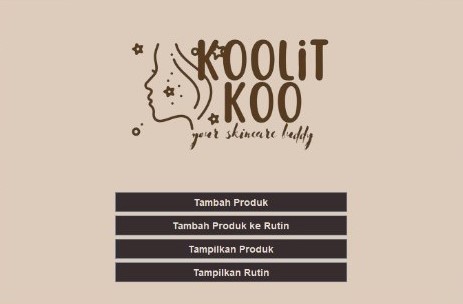 KOOLiT
KOO
your skincare buddy
Tambah Produk
Tambah Produk ke Rutin
Tampilkan Produk
Tampilkan Rutin